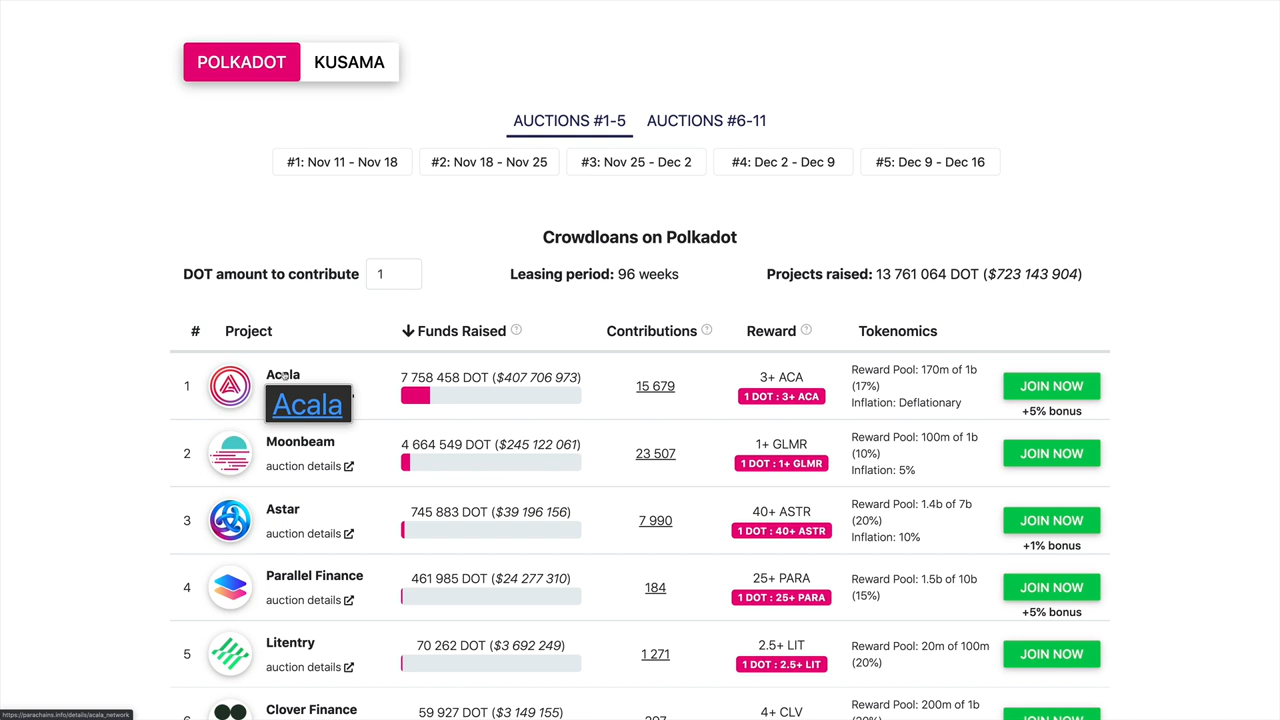 POLKADOT KUSAMA
AUCTIONS #1-5 AUCTIONS #6-11
#1: Nov 11 - Nov 18 #2: Nov 18 - Nov 25 #3: Nov 25 - Dec 2 #4: Dec 2 - Dec 9 #5: Dec 9 - Dec 16
Crowdloans on Polkadot
DOT amount to contribute 1 Leasing period: 96 weeks Projects raised: 13 761 064 DOT ($723 143 904)
# Project Funds Raised ? Contributions ? Reward ? Tokenomics
1 Acala
Acala
7 758 458 DOT ($407 706 973)
15 679
3+ ACA
1 DOT : 3+ ACA
Reward Pool: 170m of 1b
(17%)
Inflation: Deflationary
JOIN NOW
+5% bonus
2 Moonbeam
auction details
4 664 549 DOT ($245 122 061)
23 507
1+ GLMR
1 DOT : 1+ GLMR
Reward Pool: 100m of 1b
(10%)
Inflation: 5%
JOIN NOW
3 Astar
auction details
745 883 DOT ($39 196 156)
7 990
40+ ASTR
1 DOT : 40+ ASTR
Reward Pool: 1.4b of 7b
(20%)
Inflation: 10%
JOIN NOW
+1% bonus
4 Parallel Finance
auction details
461 985 DOT ($24 277 310)
184
25+ PARA
1 DOT : 25+ PARA
Reward Pool: 1.5b of 10b
(15%)
JOIN NOW
+5% bonus
5 Litentry
auction details
70 262 DOT ($3 692 249)
1 271
2.5+ LIT
1 DOT : 2.5+ LIT
Reward Pool: 20m of 100m
(20%)
JOIN NOW
Clover Finance
59 927 DOT ($3 149 155)
4+ CLV
Reward Pool: 200m of 1b
https://parachains.info/details/acala_network